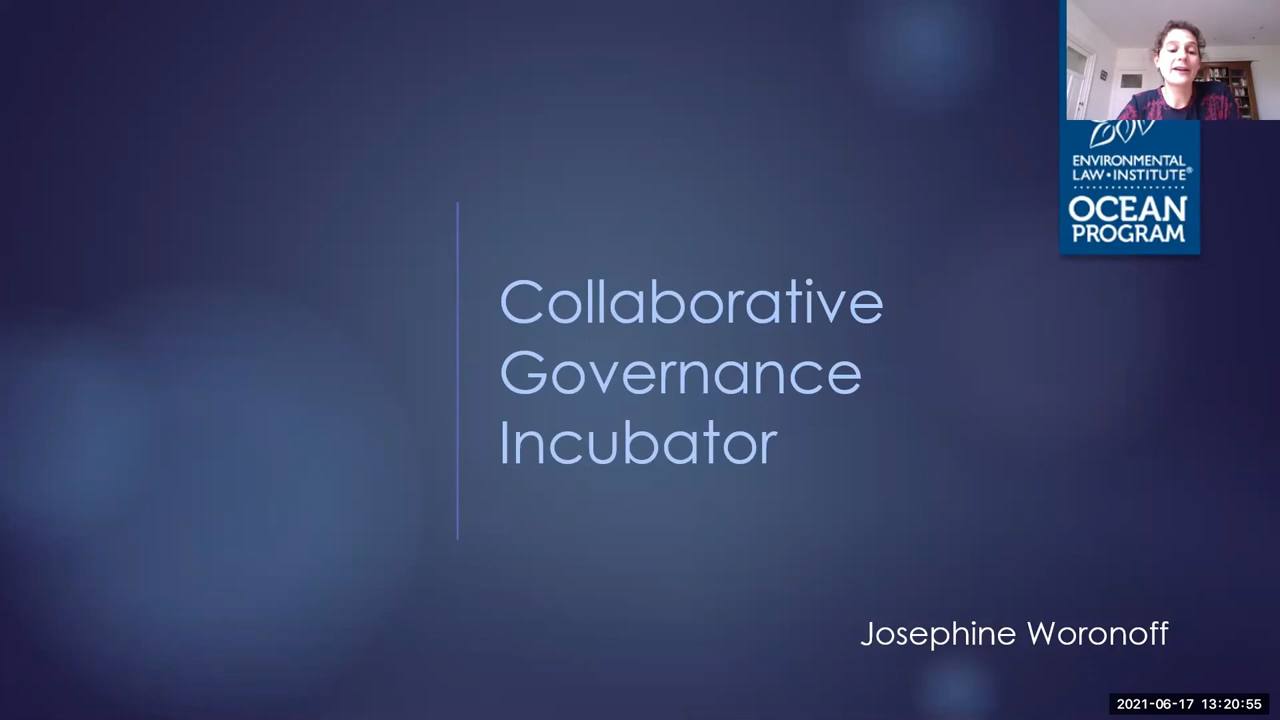 ENVIRONMENTAL
LAW•INSTITUTE®
OCEAN
PROGRAM
Collaborative
Governance
Incubator
Josephine Woronoff
2021-06-17 13:20:55